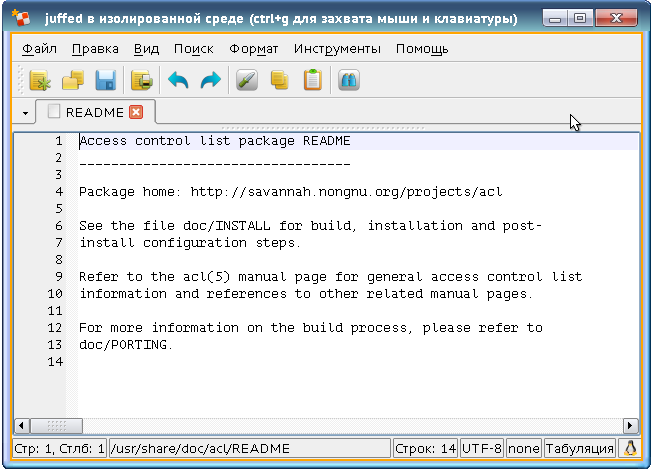 juffed в изолированной среде (ctrl+g для захвата мыши и клавиатуры)
Файл Правка Вид Поиск Формат Инструменты Помощь
README
1 Access control list package README
2 __________________________________
3
4 Package home: http://savannah.nongnu.org/projects/acl
5
6 See the file doc/INSTALL for build, installation and post-
7 install configuration steps.
8
9 Refer to the acl(5) manual page for general access control list
10 information and references to other related manual pages.
11
12 For more information on the build process, please refer to
13 doc/PORTING.
14
Стр: 1, Стлб: 1 /usr/share/doc/acl/README Строк: 14 UTF-8 none Табуляция